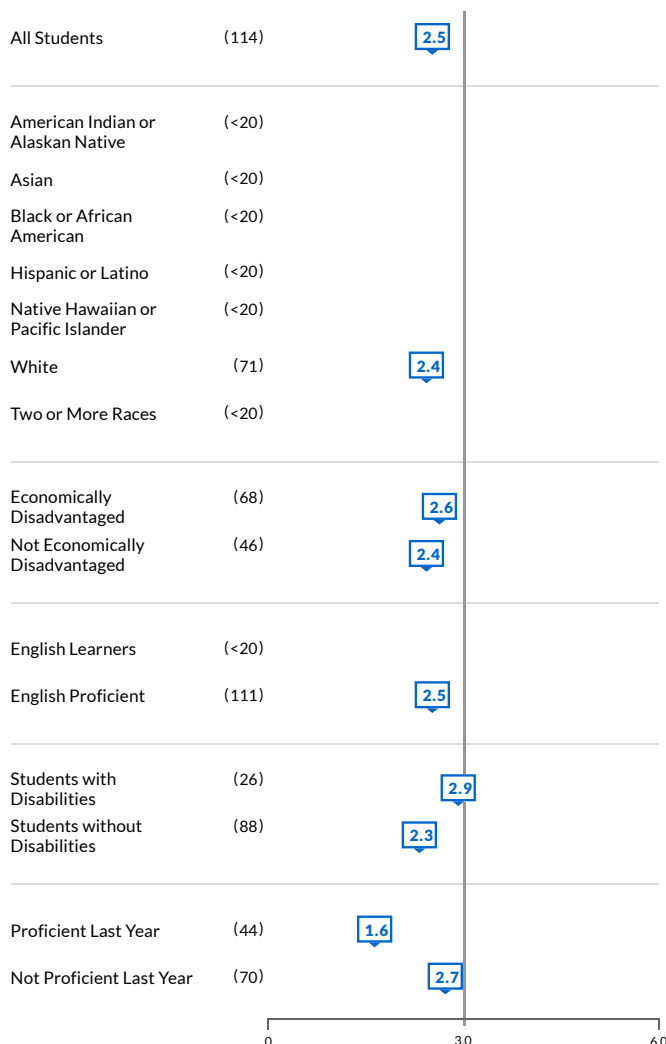 All Students (114) 2.5
American Indian or (<20)
Alaskan Native
Asian (<20)
Black or African (<20)
American
Hispanic or Latino (<20)
Native Hawaiian or (<20)
Pacific Islander
White (71) 2.4
Two or More Races (<20)
Economically (68) 2.6
Disadvantaged
Not Economically (46) 2.4
Disadvantaged
English Learners (<20)
English Proficient (111) 2.5
Students with (26) 2.9
Disabilities
Students without (88) 2.3
Disabilities
Proficient Last Year (44) 1.6
Not Proficient Last Year (70) 2.7
0 3.0 6.0